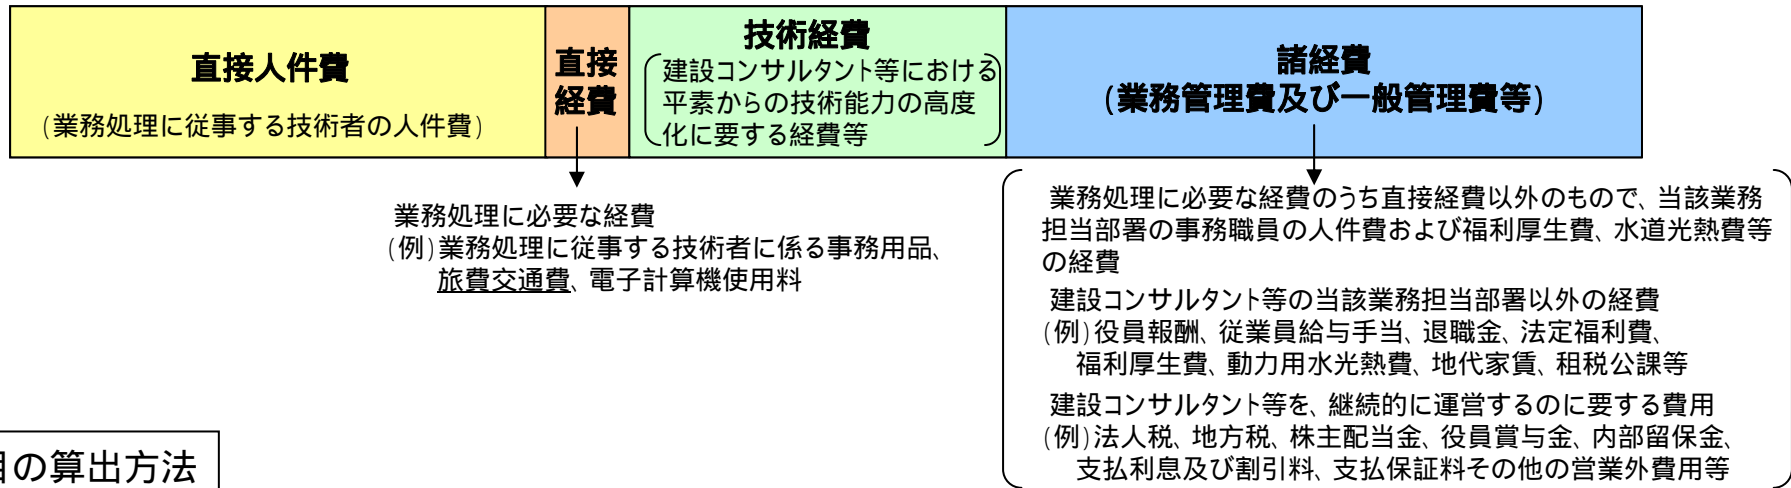 直接人件費
(業務処理に従事する技術者の人件費)
直接
経費
技術経費
建設コンサルタント等における
平素からの技術能力の高度
化に要する経費等
諸経費
(業務管理費及び一般管理費等)
業務処理に必要な経費
(例)業務処理に従事する技術者に係る事務用品、
旅費交通費、電子計算機使用料
業務処理に必要な経費のうち直接経費以外のもので、当該業務
担当部署の事務職員の人件費および福利厚生費、水道光熱費等
の経費
建設コンサルタント等の当該業務担当部署以外の経費
(例)役員報酬、従業員給与手当、退職金、法定福利費、
福利厚生費、動力用水光熱費、地代家賃、租税公課等
建設コンサルタント等を、継続的に運営するのに要する費用
(例)法人税、地方税、株主配当金、役員賞与金、内部留保金、
支払利息及び割引料、支払保証料その他の営業外費用等
目の算出方法